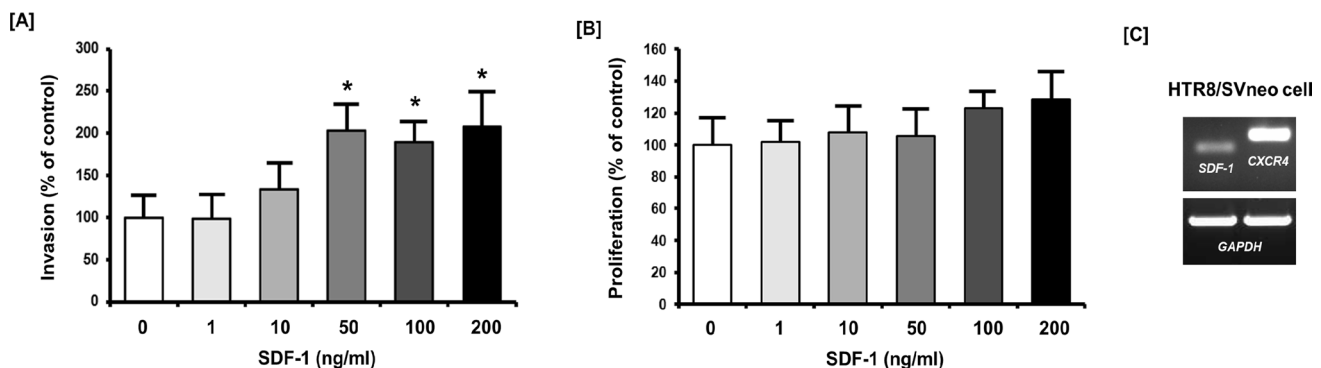 [A]
Invasion (% of control)
300
250
200
150
100
50
0
*
*
*
0 1 10 50 100 200
SDF-1 (ng/ml)
[B]
Proliferation (% of control)
160
140
120
100
80
60
40
20
0
0 1 10 50 100 200
SDF-1 (ng/ml)
[C]
HTR8/SVneo cell
SDF-1 CXCR4
GAPDH